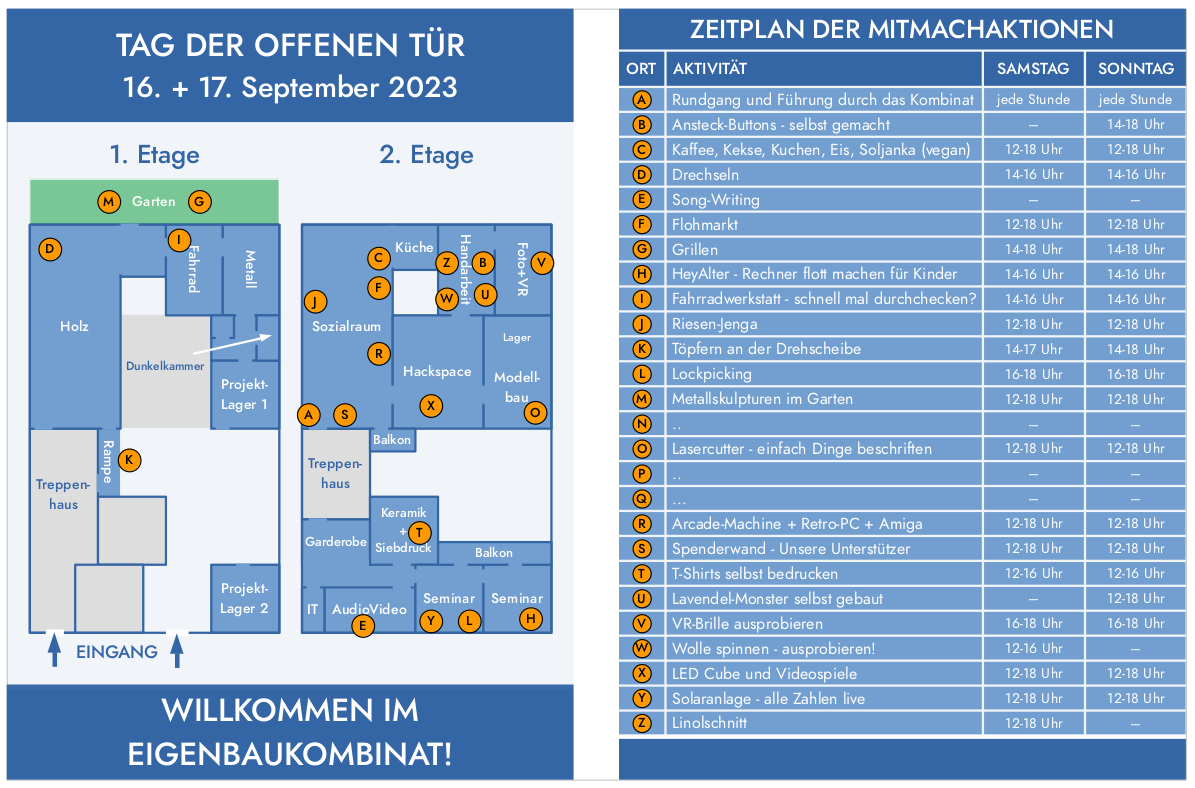 TAG DER OFFENEN TÜR
16. + 17. September 2023
1. Etage
2. Etage
M Garten G
D
I
Fahrrad
Metall
Holz
Dunkelkammer
Projekt-
Lager 1
Rampe
K
Treppen-
haus
Projekt-
Lager 2
EINGANG
Küche
C
F
J
Sozialraum
R
Handarbeit
Z
B
W
U
Foto+VR
V
Lager
Hackspace
X
Modell-
bau
O
A
S
Balkon
Treppen-
haus
Keramik
+
Siebdruck
T
Garderobe
Balkon
IT
AudioVideo
E
Seminar
Y
L
Seminar
H
WILLKOMMEN IM
EIGENBAUKOMBINAT!
ZEITPLAN DER MITMACHAKTIONEN
ORT AKTIVITÄT SAMSTAG SONNTAG
A Rundgang und Führung durch das Kombinat jede Stunde jede Stunde
B Ansteck-Buttons - selbst gemacht – 14-18 Uhr
C Kaffee, Kekse, Kuchen, Eis, Soljanka (vegan) 12-18 Uhr 12-18 Uhr
D Drechseln 14-16 Uhr 14-16 Uhr
E Song-Writing – –
F Flohmarkt 12-18 Uhr 12-18 Uhr
G Grillen 14-18 Uhr 14-18 Uhr
H HeyAlter - Rechner flott machen für Kinder 14-16 Uhr 14-16 Uhr
I Fahrradwerkstatt - schnell mal durchchecken? 14-16 Uhr 14-16 Uhr
J Riesen-Jenga 12-18 Uhr 12-18 Uhr
K Töpfern an der Drehscheibe 14-17 Uhr 14-18 Uhr
L Lockpicking 16-18 Uhr 16-18 Uhr
M Metallskulpturen im Garten 12-18 Uhr 12-18 Uhr
N .. – –
O Lasercutter - einfach Dinge beschriften 12-18 Uhr 12-18 Uhr
P .. – –
Q ... – –
R Arcade-Machine + Retro-PC + Amiga 12-18 Uhr 12-18 Uhr
S Spenderwand - Unsere Unterstützer 12-18 Uhr 12-18 Uhr
T T-Shirts selbst bedrucken 12-16 Uhr 12-16 Uhr
U Lavendel-Monster selbst gebaut – 12-18 Uhr
V VR-Brille ausprobieren 16-18 Uhr 16-18 Uhr
W Wolle spinnen - ausprobieren! 12-16 Uhr –
X LED Cube und Videospiele 12-18 Uhr 12-18 Uhr
Y Solaranlage - alle Zahlen live 12-18 Uhr 12-18 Uhr
Z Linolschnitt 12-18 Uhr –